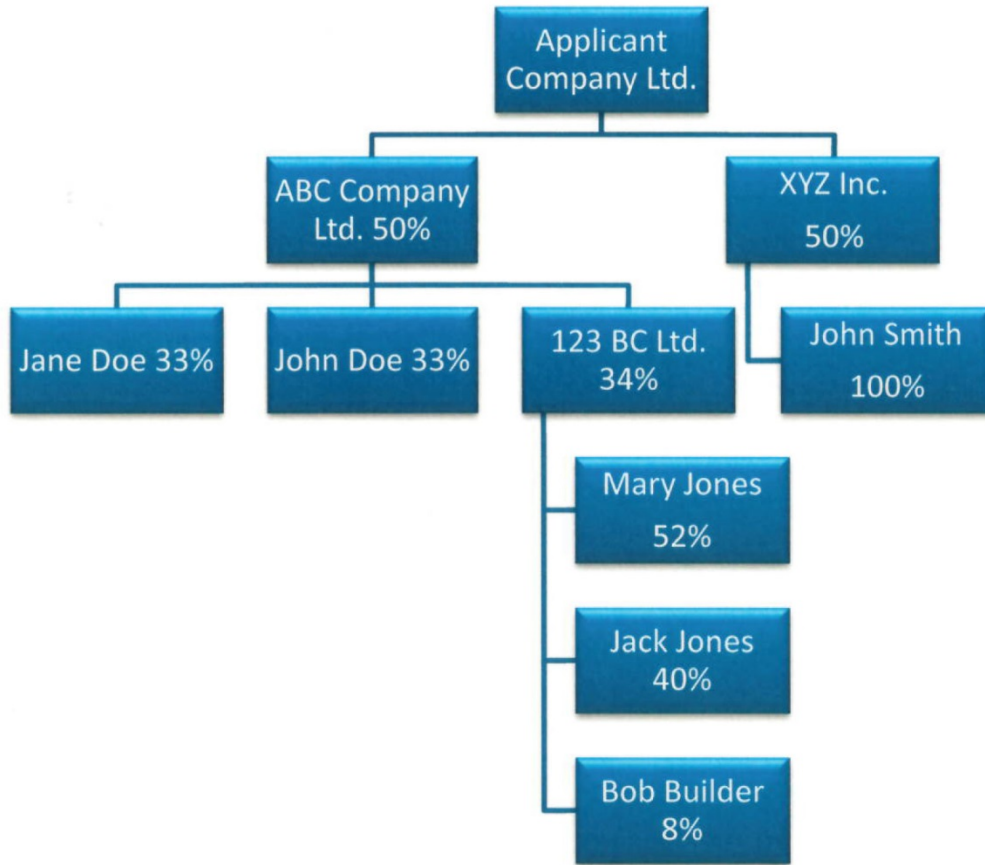 Applicant
Company Ltd.
ABC Company
Ltd. 50%
XYZ Inc.
50%
Jane Doe 33%
John Doe 33%
123 BC Ltd.
34%
John Smith
100%
Mary Jones
52%
Jack Jones
40%
Bob Builder
8%